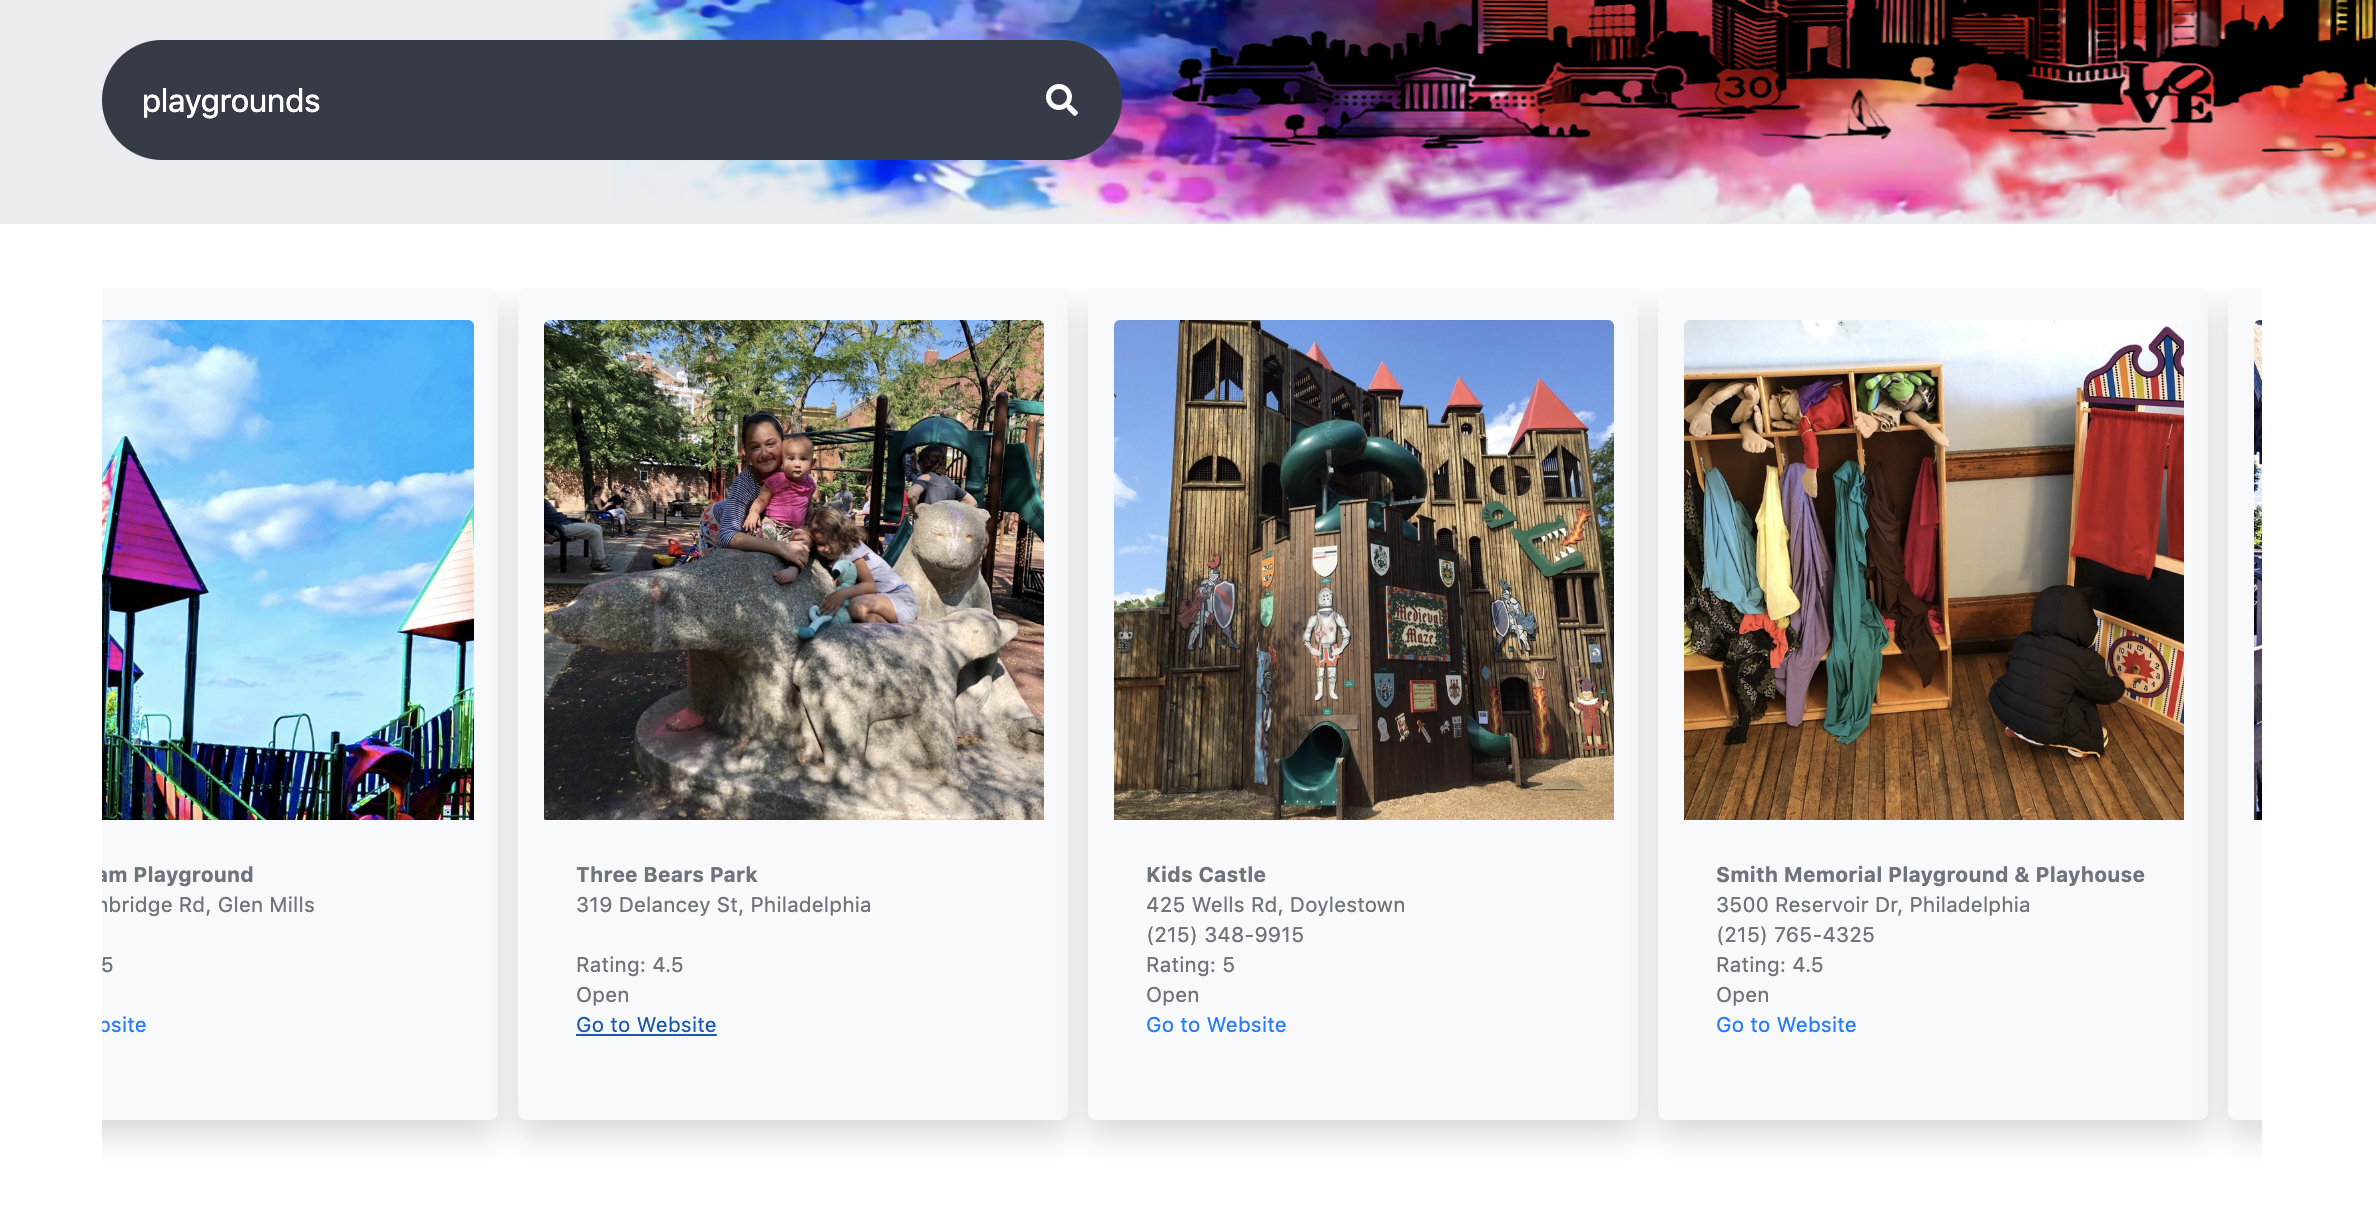 playgrounds
30
LOVE
Medieval
Maze
am Playground
nbridge Rd, Glen Mills
5
bsite
Three Bears Park
319 Delancey St, Philadelphia
Rating: 4.5
Open
Go to Website
Kids Castle
425 Wells Rd, Doylestown
(215) 348-9915
Rating: 5
Open
Go to Website
Smith Memorial Playground & Playhouse
3500 Reservoir Dr, Philadelphia
(215) 765-4325
Rating: 4.5
Open
Go to Website